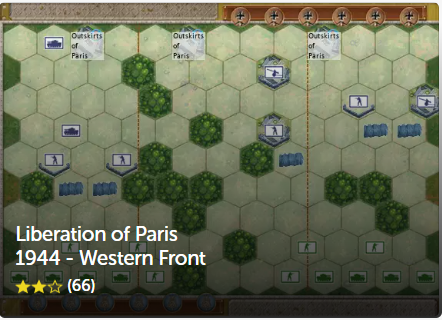 Outskirts
of
Paris
Outskirts
of
Paris
Outskirts
of
Paris
Liberation of Paris
1944 - Western Front
(66)